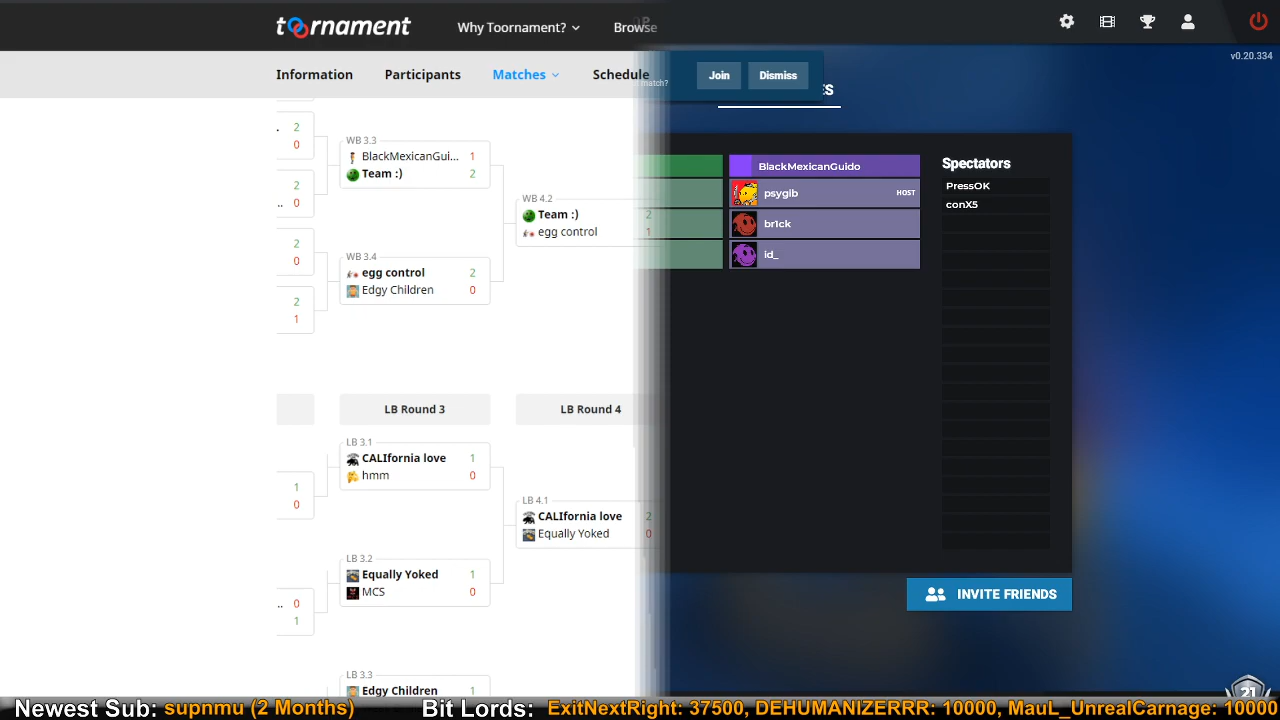 toornament Why Toornament? Browse
v0.20.334
Information Participants Matches Schedule
match? Join Dismiss
WB 3.3
BlackMexicanGui... 1
Team :) 2
2
0
2
.. 0
WB 4.2
Team :) 2
egg control 1
2
0
WB 3.4
egg control 2
Edgy Children 0
2
1
BlackMexicanGuido
psygib HOST
br1ck
id_
Spectators
PressOK
conX5
LB Round 3 LB Round 4
LB 3.1
CALIfornia love 1
hmm 0
1
0
LB 4.1
CALIfornia love 2
Equally Yoked 0
LB 3.2
Equally Yoked 1
MCS 0
.. 0
1
INVITE FRIENDS
LB 3.3
Edgy Children 1
21
Newest Sub: supnmu (2 Months) Bit Lords: ExitNextRight: 37500, DEHUMANIZERRR: 10000, MauL_UnrealCarnage: 10000